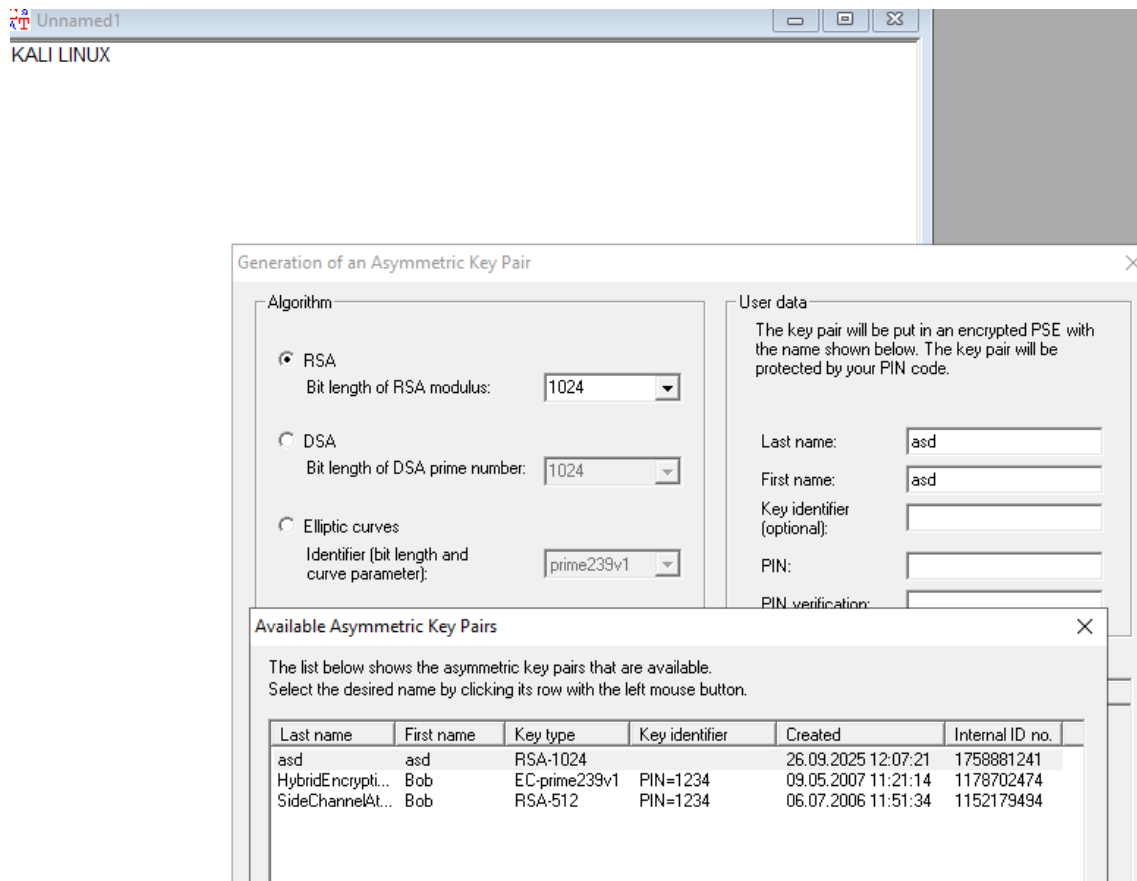 Unnamed1
KALI LINUX
Generation of an Asymmetric Key Pair
Algorithm
RSA
Bit length of RSA modulus: 1024
DSA
Bit length of DSA prime number: 1024
Elliptic curves
Identifier (bit length and
curve parameter): prime239v1
User data
The key pair will be put in an encrypted PSE with
the name shown below. The key pair will be
protected by your PIN code.
Last name: asd
First name: asd
Key identifier
(optional):
PIN:
PIN verification:
Available Asymmetric Key Pairs
The list below shows the asymmetric key pairs that are available.
Select the desired name by clicking its row with the left mouse button.
Last name First name Key type Key identifier Created Internal ID no.
asd asd RSA-1024 26.09.2025 12:07:21 1758881241
HybridEncrypti... Bob EC-prime239v1 PIN=1234 09.05.2007 11:21:14 1178702474
SideChannelAt... Bob RSA-512 PIN=1234 06.07.2006 11:51:34 1152179494